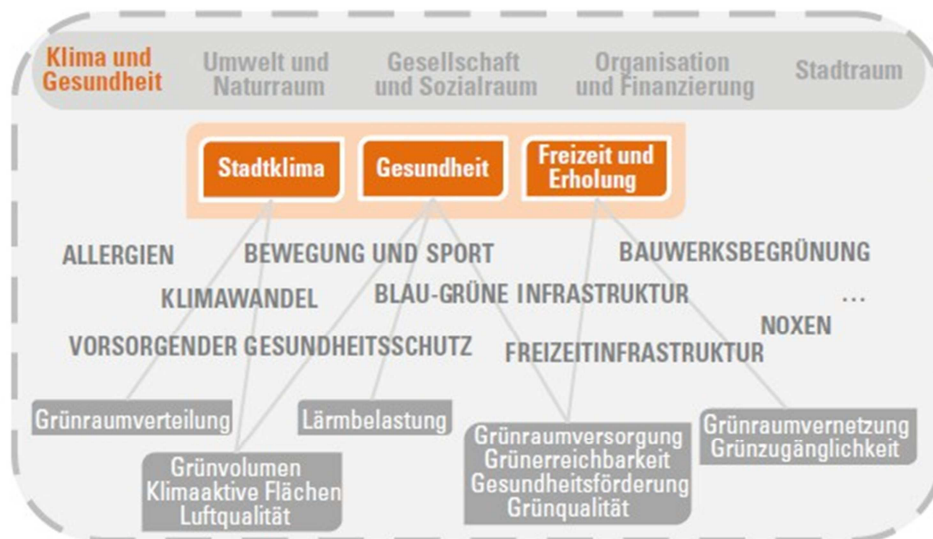 Klima und
Gesundheit
Umwelt und
Naturraum
Gesellschaft
und Sozialraum
Organisation
und Finanzierung
Stadtraum
Stadtklima
Gesundheit
Freizeit und
Erholung
ALLERGIEN
BEWEGUNG UND SPORT
BAUWERKSBEGRÜNUNG
KLIMAWANDEL
BLAU-GRÜNE INFRASTRUKTUR
...
NOXEN
VORSORGENDER GESUNDHEITSSCHUTZ
FREIZEITINFRASTRUKTUR
Grünraumverteilung
Lärmbelastung
Grünvolumen
Klimaaktive Flächen
Luftqualität
Grünraumversorgung
Grünerreichbarkeit
Gesundheitsförderung
Grünqualität
Grünraumvernetzung
Grünzugänglichkeit